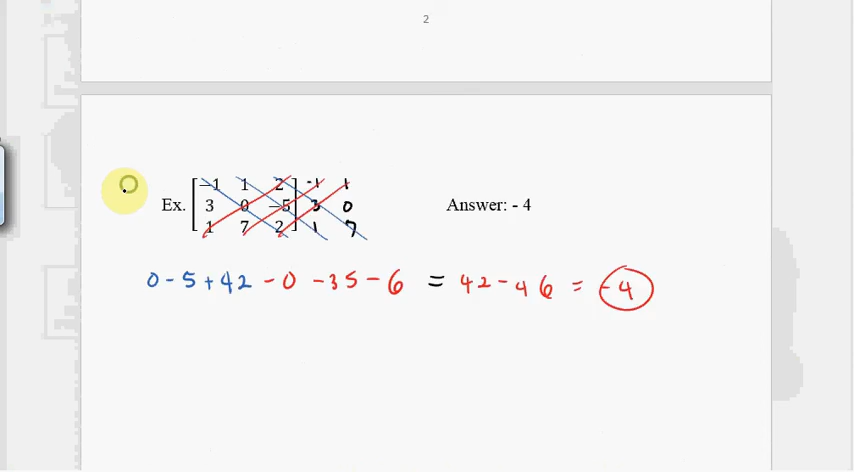 2
-1 1 2 -1 1
Ex. 3 0 -5 3 0 Answer: - 4
1 7 2 1 7
0 - 5 + 42 - 0 - 35 - 6 = 42 - 46 = -4